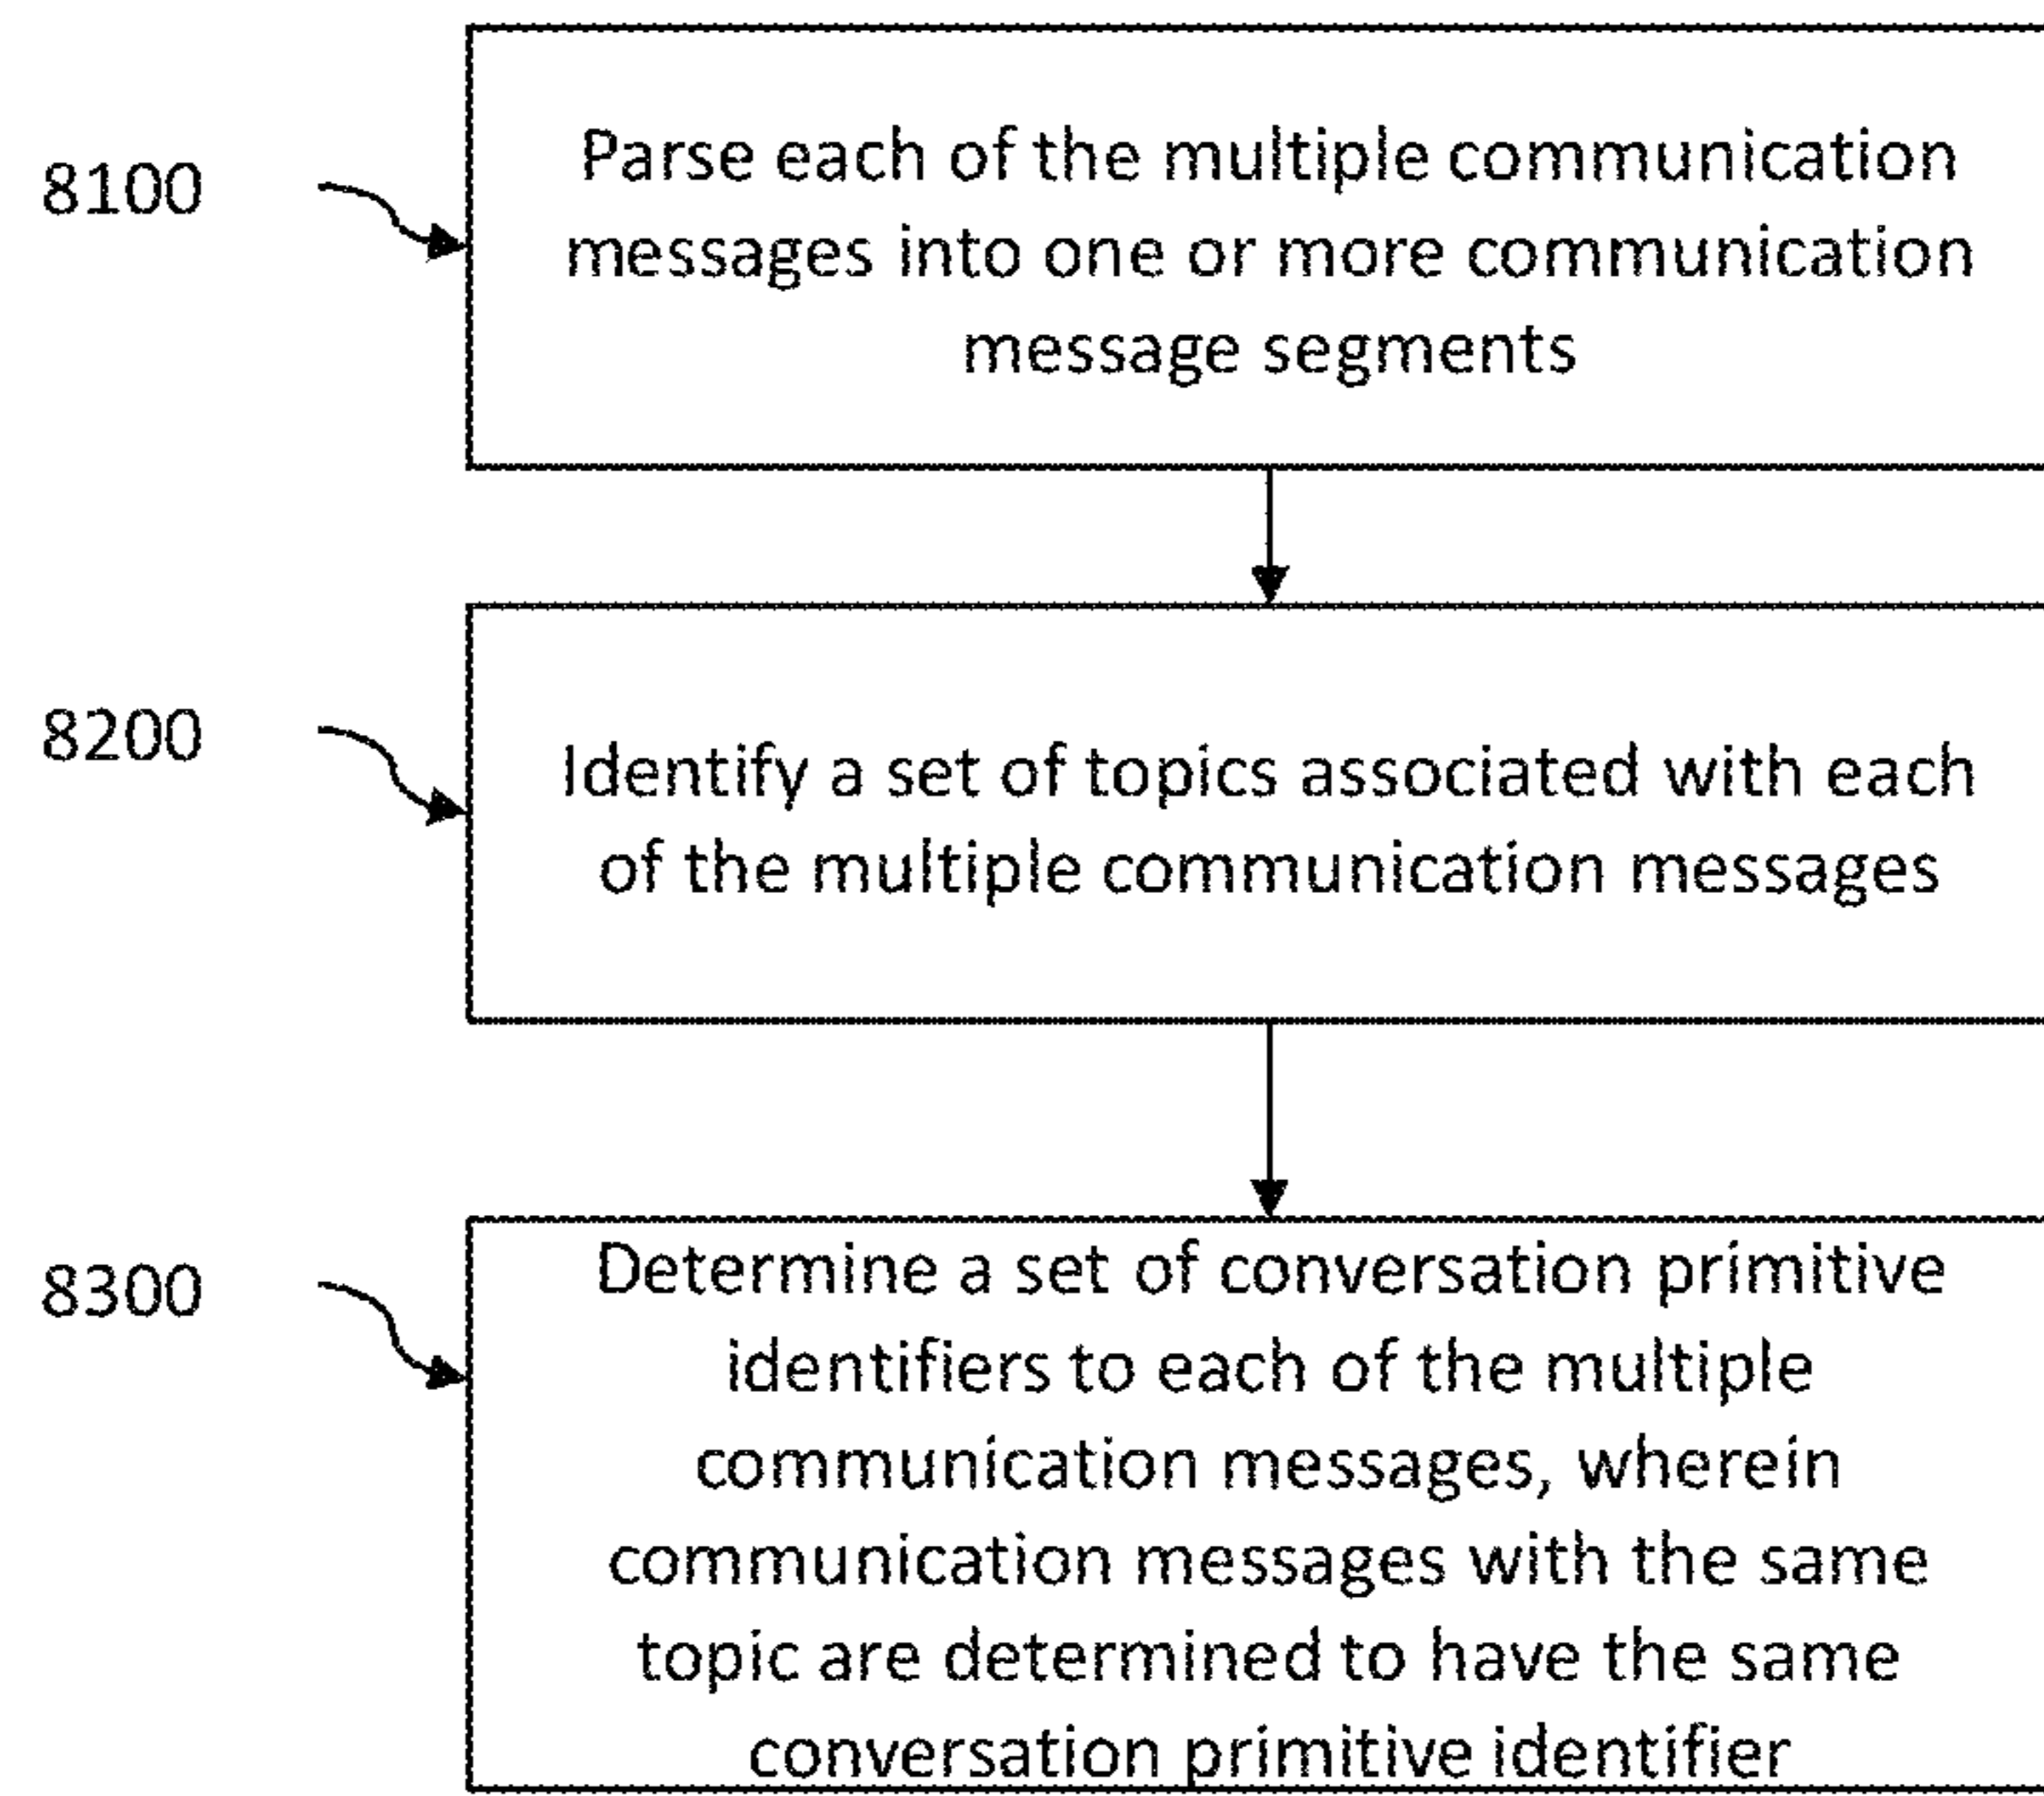 8100
Parse each of the multiple communication
messages into one or more communication
message segments
8200
Identify a set of topics associated with each
of the multiple communication messages
8300
Determine a set of conversation primitive
identifiers to each of the multiple
communication messages, wherein
communication messages with the same
topic are determined to have the same
conversation primitive identifier